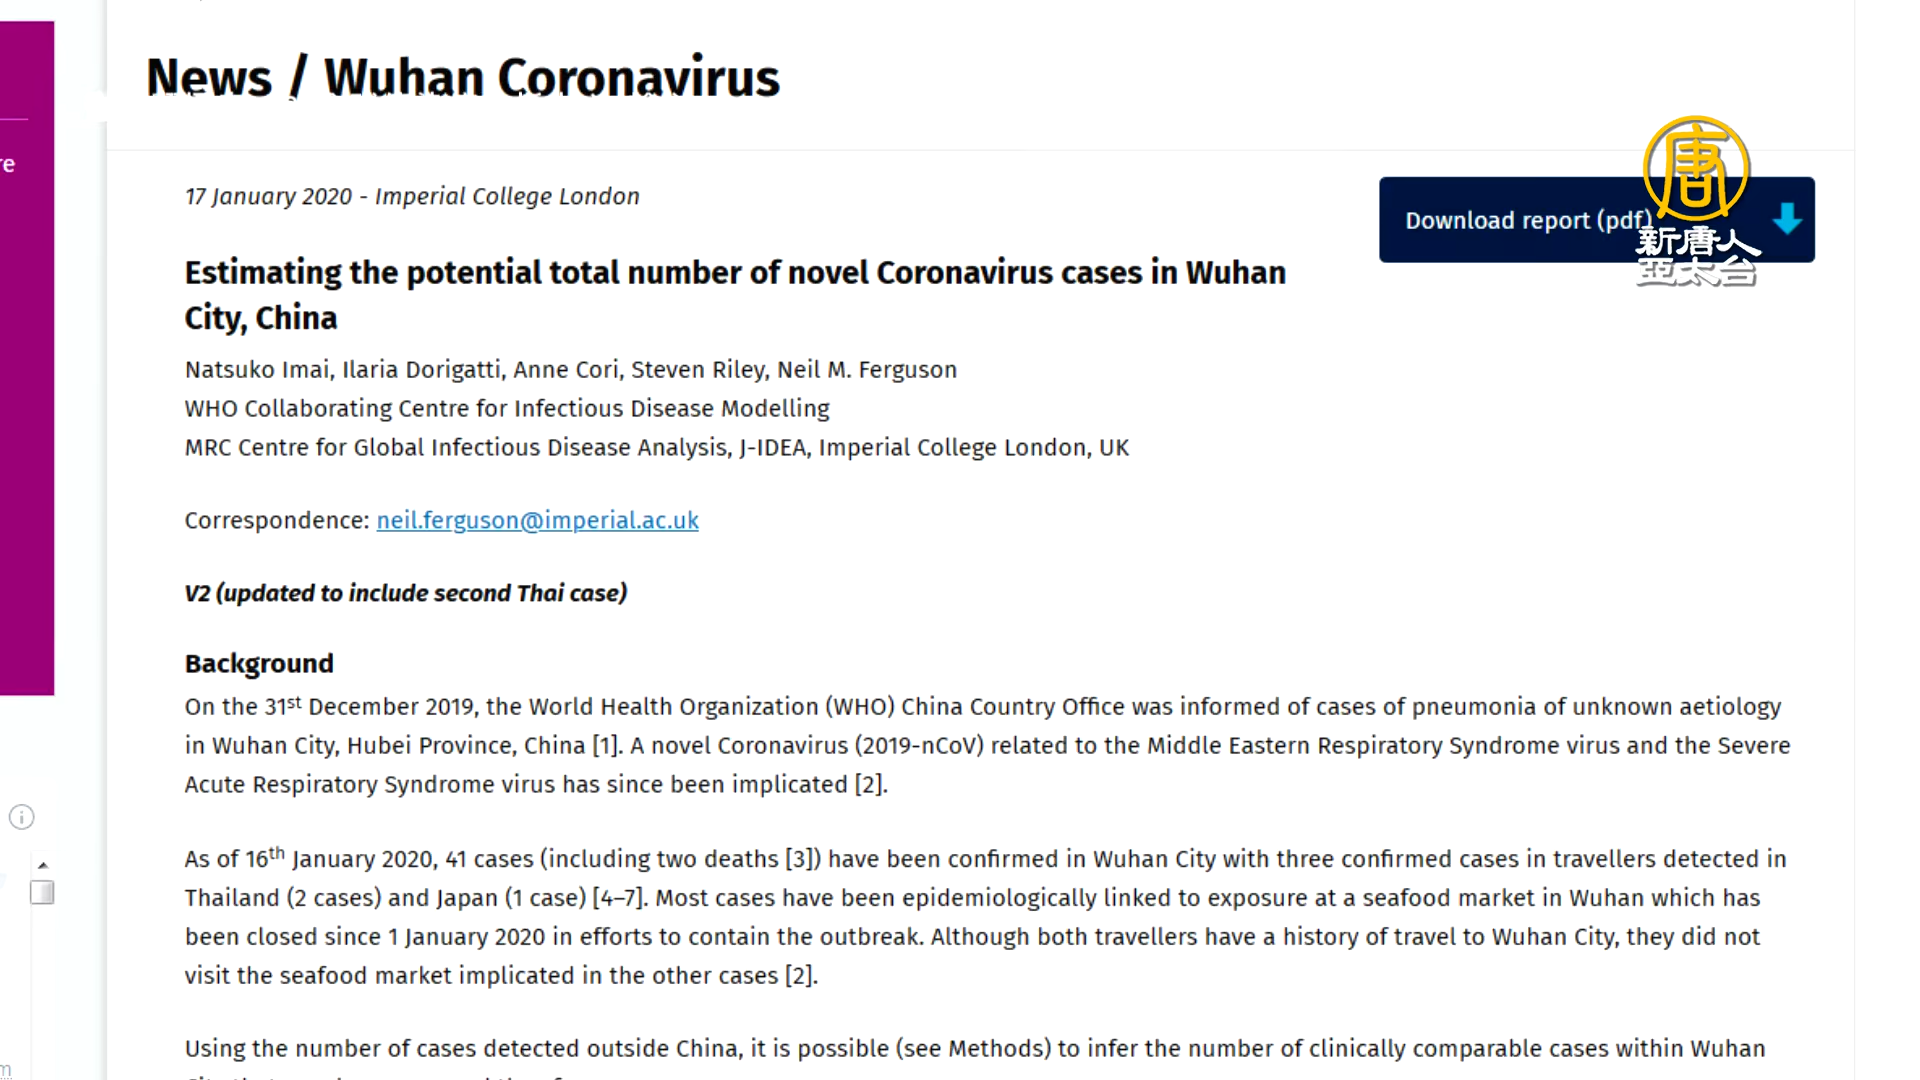 News / Wuhan Coronavirus
re
17 January 2020 - Imperial College London
Download report (pdf)
唐
新唐人
亞太台
Estimating the potential total number of novel Coronavirus cases in Wuhan
City, China
Natsuko Imai, Ilaria Dorigatti, Anne Cori, Steven Riley, Neil M. Ferguson
WHO Collaborating Centre for Infectious Disease Modelling
MRC Centre for Global Infectious Disease Analysis, J-IDEA, Imperial College London, UK
Correspondence: neil.ferguson@imperial.ac.uk
V2 (updated to include second Thai case)
Background
On the 31st December 2019, the World Health Organization (WHO) China Country Office was informed of cases of pneumonia of unknown aetiology
in Wuhan City, Hubei Province, China [1]. A novel Coronavirus (2019-nCoV) related to the Middle Eastern Respiratory Syndrome virus and the Severe
Acute Respiratory Syndrome virus has since been implicated [2].
As of 16th January 2020, 41 cases (including two deaths [3]) have been confirmed in Wuhan City with three confirmed cases in travellers detected in
Thailand (2 cases) and Japan (1 case) [4–7]. Most cases have been epidemiologically linked to exposure at a seafood market in Wuhan which has
been closed since 1 January 2020 in efforts to contain the outbreak. Although both travellers have a history of travel to Wuhan City, they did not
visit the seafood market implicated in the other cases [2].
Using the number of cases detected outside China, it is possible (see Methods) to infer the number of clinically comparable cases within Wuhan